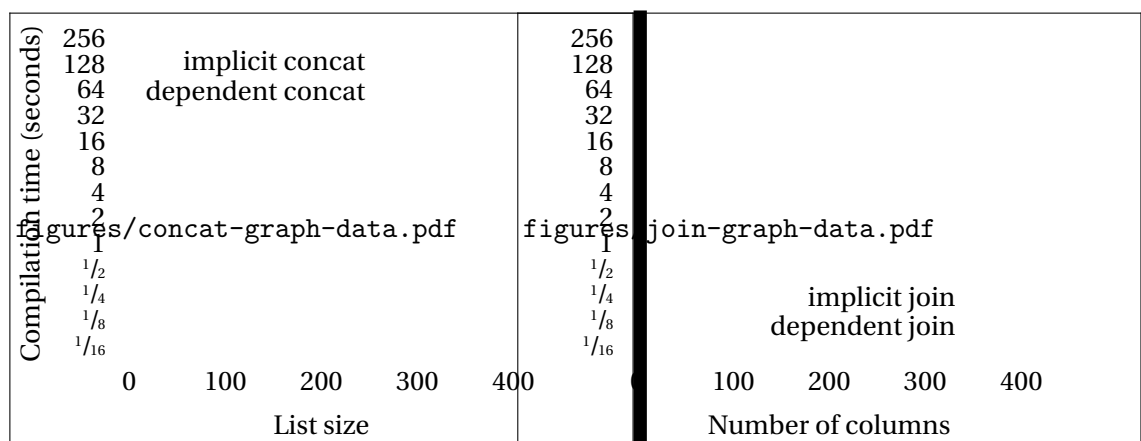 Compilation time (seconds)
256
128
64
32
16
8
4
2
1
1/2
1/4
1/8
1/16
implicit concat
dependent concat
figures/concat-graph-data.pdf
0 100 200 300 400
List size
256
128
64
32
16
8
4
2
1
1/2
1/4
1/8
1/16
figures/join-graph-data.pdf
implicit join
dependent join
100 200 300 400
Number of columns